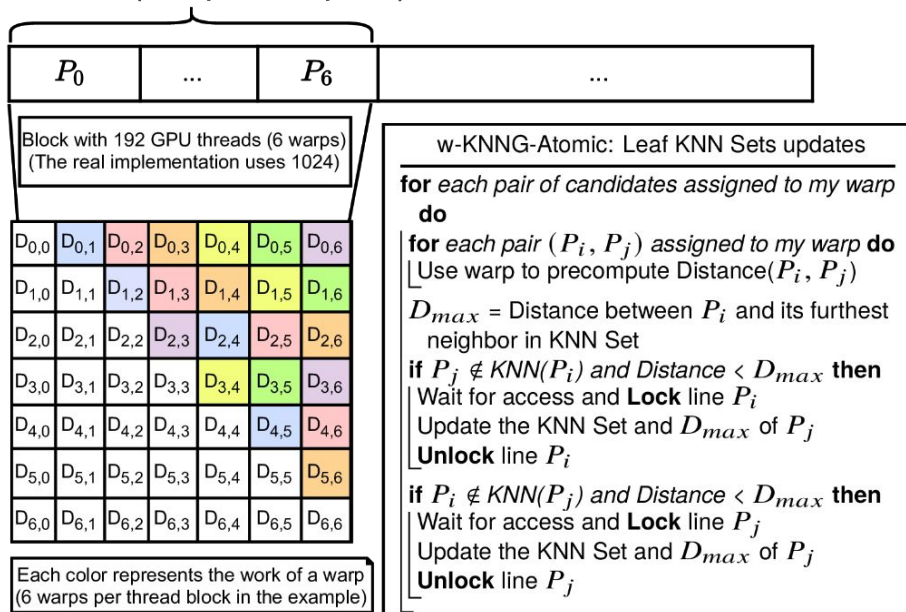 P0 ... P6 ...
Block with 192 GPU threads (6 warps)
(The real implementation uses 1024)
D0,0 D0,1 D0,2 D0,3 D0,4 D0,5 D0,6
D1,0 D1,1 D1,2 D1,3 D1,4 D1,5 D1,6
D2,0 D2,1 D2,2 D2,3 D2,4 D2,5 D2,6
D3,0 D3,1 D3,2 D3,3 D3,4 D3,5 D3,6
D4,0 D4,1 D4,2 D4,3 D4,4 D4,5 D4,6
D5,0 D5,1 D5,2 D5,3 D5,4 D5,5 D5,6
D6,0 D6,1 D6,2 D6,3 D6,4 D6,5 D6,6
Each color represents the work of a warp
(6 warps per thread block in the example)
w-KNNG-Atomic: Leaf KNN Sets updates
for each pair of candidates assigned to my warp
do
for each pair (Pi, Pj) assigned to my warp do
Use warp to precompute Distance(Pi, Pj)
Dmax = Distance between Pi and its furthest
neighbor in KNN Set
if Pj ∉ KNN(Pi) and Distance < Dmax then
Wait for access and Lock line Pi
Update the KNN Set and Dmax of Pj
Unlock line Pi
if Pi ∉ KNN(Pj) and Distance < Dmax then
Wait for access and Lock line Pj
Update the KNN Set and Dmax of Pj
Unlock line Pj